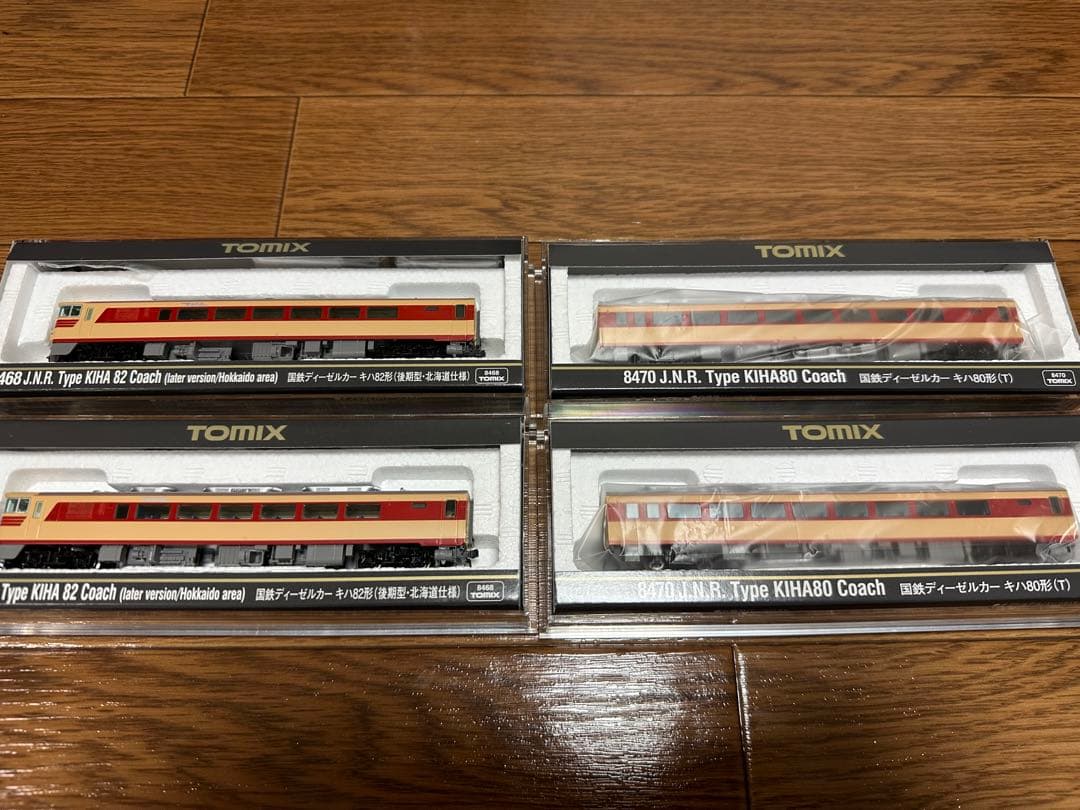 TOMIX
468 J.N.R. Type KIHA 82 Coach (later version/Hokkaido area) 国鉄ディーゼルカー キハ82形(後期型・北海道仕様) 8468 TOMIX
TOMIX
8470 J.N.R. Type KIHA80 Coach 国鉄ディーゼルカー キハ80形(T) 8470 TOMIX
TOMIX
Type KIHA 82 Coach (later version/Hokkaido area) 国鉄ディーゼルカー キハ82形(後期型・北海道仕様) 8468 TOMIX
TOMIX
8470 J.N.R. Type KIHA80 Coach 国鉄ディーゼルカー キハ80形(T)